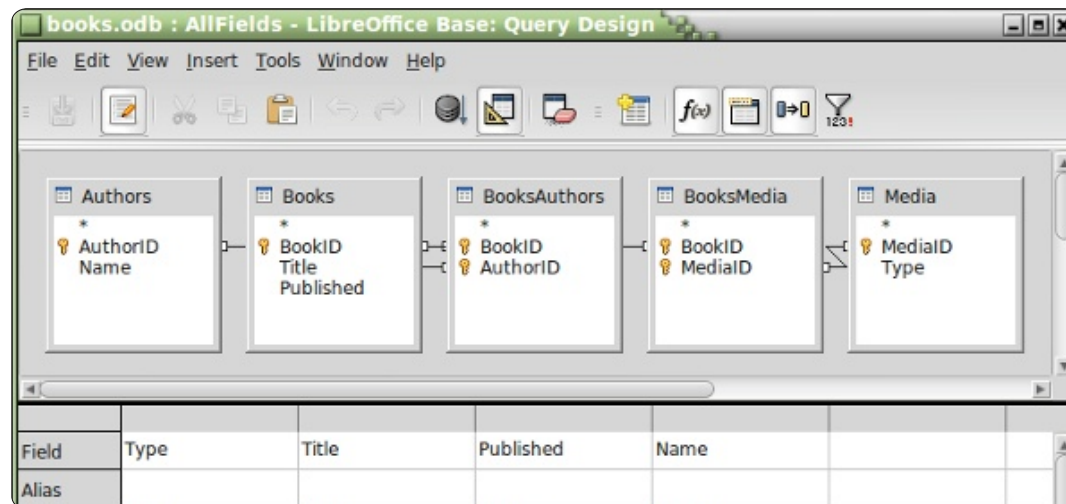 books.odb : AllFields - LibreOffice Base: Query Design
File Edit View Insert Tools Window Help
f(x) 123!
Authors Books BooksAuthors BooksMedia Media
* * * * *
AuthorID BookID BookID BookID MediaID
Name Title AuthorID MediaID Type
Published
Field Type Title Published Name
Alias